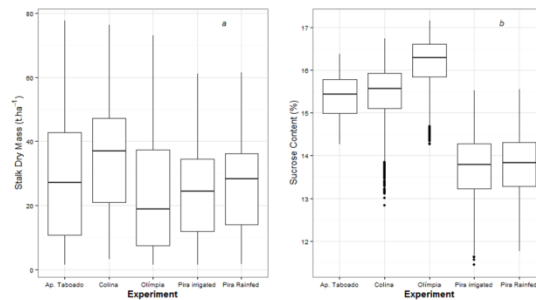 a
Stalk Dry Mass (t.ha⁻¹)
80
60
40
20
0
Ap. Taboado
Colina
Olímpia
Pira irrigated
Pira Rainfed
Experiment
b
Sucrose Content (%)
17
16
15
14
13
12
Ap. Taboado
Colina
Olímpia
Pira irrigated
Pira Rainfed
Experiment